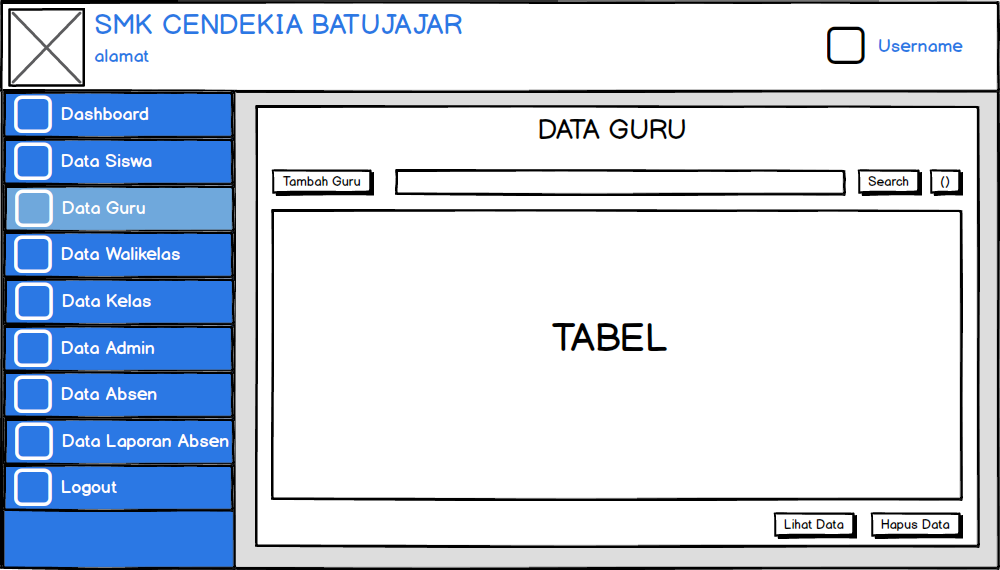 SMK CENDEKIA BATUJAJAR
alamat
Username
Dashboard
Data Siswa
Data Guru
Data Walikelas
Data Kelas
Data Admin
Data Absen
Data Laporan Absen
Logout
DATA GURU
Tambah Guru
Search
()
TABEL
Lihat Data
Hapus Data